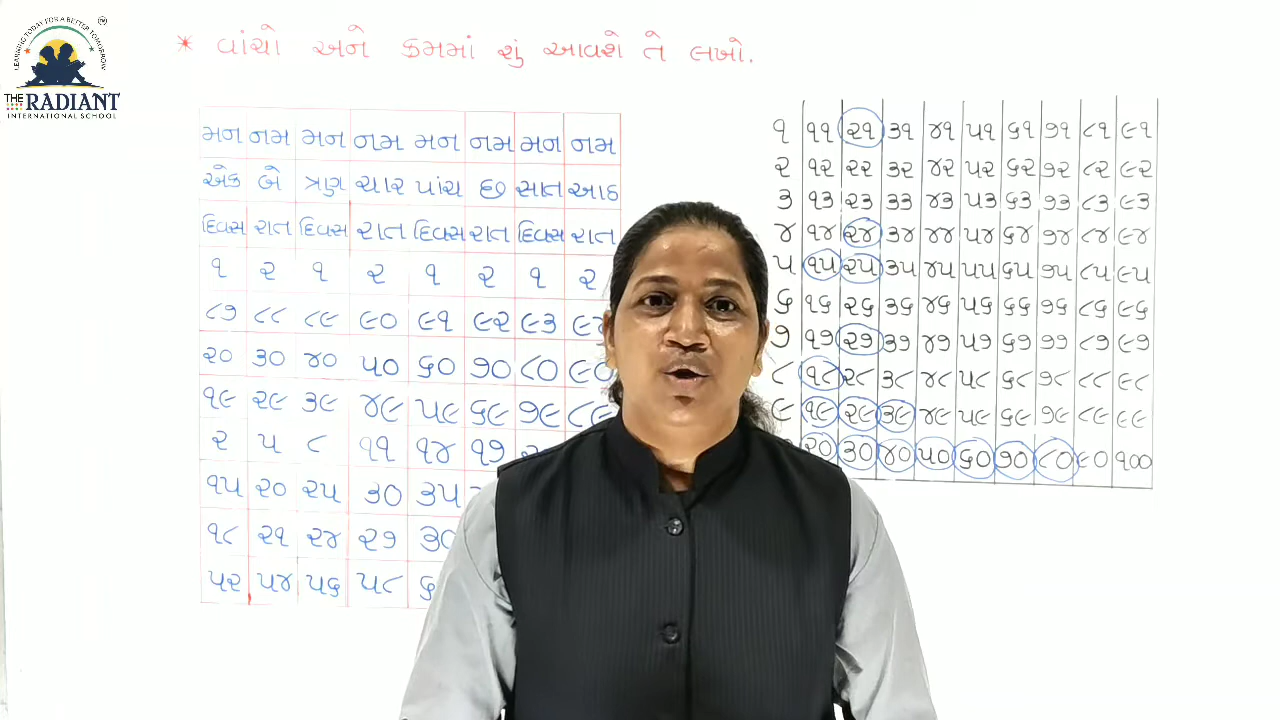 LEARNING TODAY FOR A BETTER TOMORROW
THE RADIANT
INTERNATIONAL SCHOOL
* વાંચો અને ક્રમમાં શું આવશે તે લખો.
મન નમ મન નમ મન નમ મન નમ
એક બે ત્રણ ચાર પાંચ છ સાત આઠ
દિવસ રાત દિવસ રાત દિવસ રાત દિવસ રાત
૧ ૨ ૧ ૨ ૧ ૨ ૧ ૨
૮૭ ૮૮ ૮૯ ૯૦ ૯૧ ૯૨ ૯૩ ૯૪
૨૦ ૩૦ ૪૦ ૫૦ ૬૦ ૭૦ ૮૦ ૯૦
૧૯ ૨૯ ૩૯ ૪૯ ૫૯ ૬૯ ૭૯ ૮૯
૨ ૫ ૮ ૧૧ ૧૪ ૧૭
૧૫ ૨૦ ૨૫ ૩૦ ૩૫
૧૮ ૨૧ ૨૪ ૨૭ ૩૦
૫૨ ૫૪ ૫૬ ૫૮
૧ ૧૧ ૨૧ ૩૧ ૪૧ ૫૧ ૬૧ ૭૧ ૮૧ ૯૧
૨ ૧૨ ૨૨ ૩૨ ૪૨ ૫૨ ૬૨ ૭૨ ૮૨ ૯૨
૩ ૧૩ ૨૩ ૩૩ ૪૩ ૫૩ ૬૩ ૭૩ ૮૩ ૯૩
૪ ૧૪ ૨૪ ૩૪ ૪૪ ૫૪ ૬૪ ૭૪ ૮૪ ૯૪
૫ ૧૫ ૨૫ ૩૫ ૪૫ ૫૫ ૬૫ ૭૫ ૮૫ ૯૫
૬ ૧૬ ૨૬ ૩૬ ૪૬ ૫૬ ૬૬ ૭૬ ૮૬ ૯૬
૭ ૧૭ ૨૭ ૩૭ ૪૭ ૫૭ ૬૭ ૭૭ ૮૭ ૯૭
૮ ૧૮ ૨૮ ૩૮ ૪૮ ૫૮ ૬૮ ૭૮ ૮૮ ૯૮
૯ ૧૯ ૨૯ ૩૯ ૪૯ ૫૯ ૬૯ ૭૯ ૮૯ ૯૯
૨૦ ૩૦ ૪૦ ૫૦ ૬૦ ૭૦ ૮૦ ૯૦ ૧૦૦